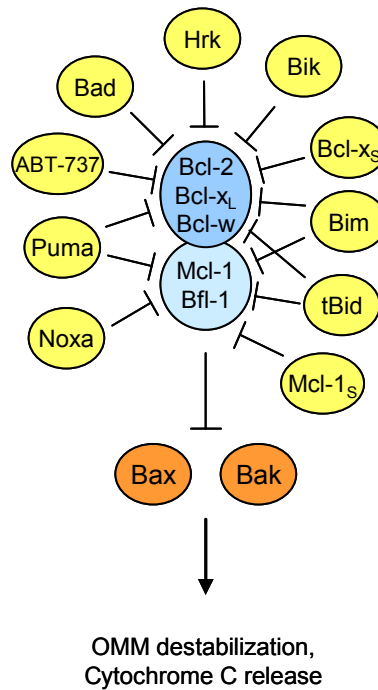 Hrk
Bik
Bad
Bcl-xS
ABT-737
Bcl-2
Bcl-xL
Bcl-w
Bim
Puma
Mcl-1
Bfl-1
tBid
Noxa
Mcl-1S
Bax
Bak
OMM destabilization,
Cytochrome C release